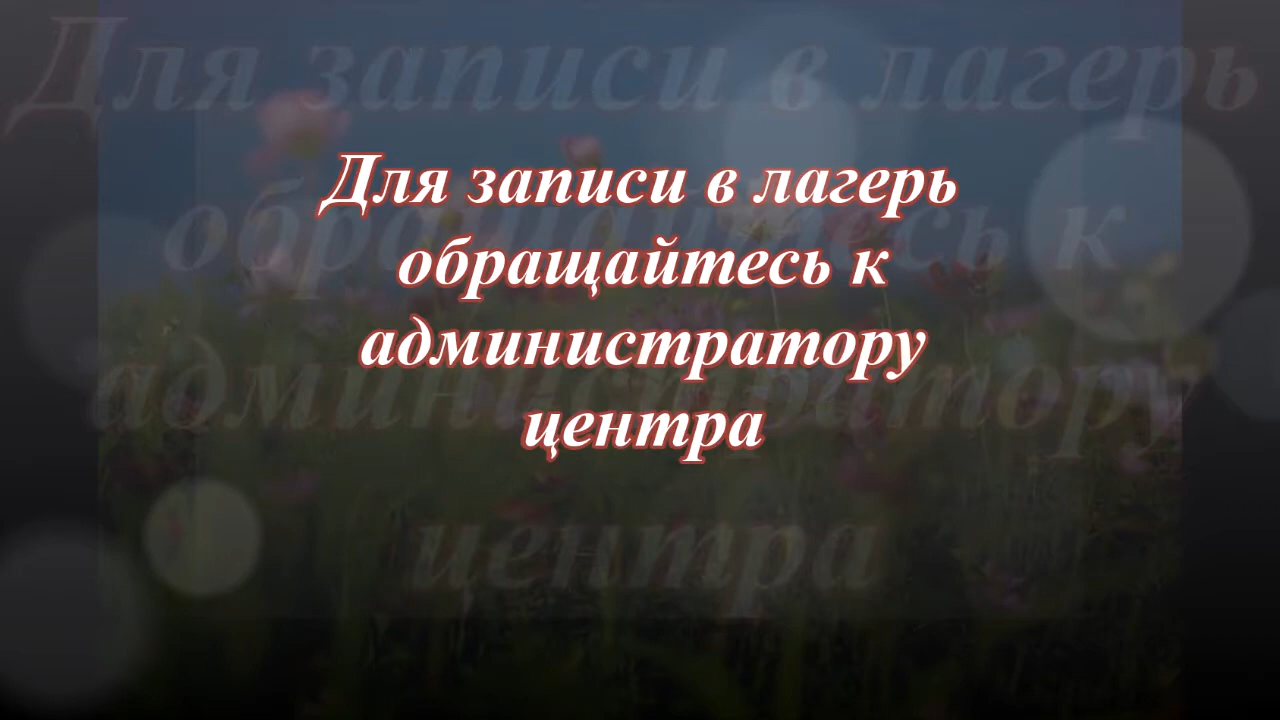 Для записи в лагерь
обращайтесь к
администратору
центра